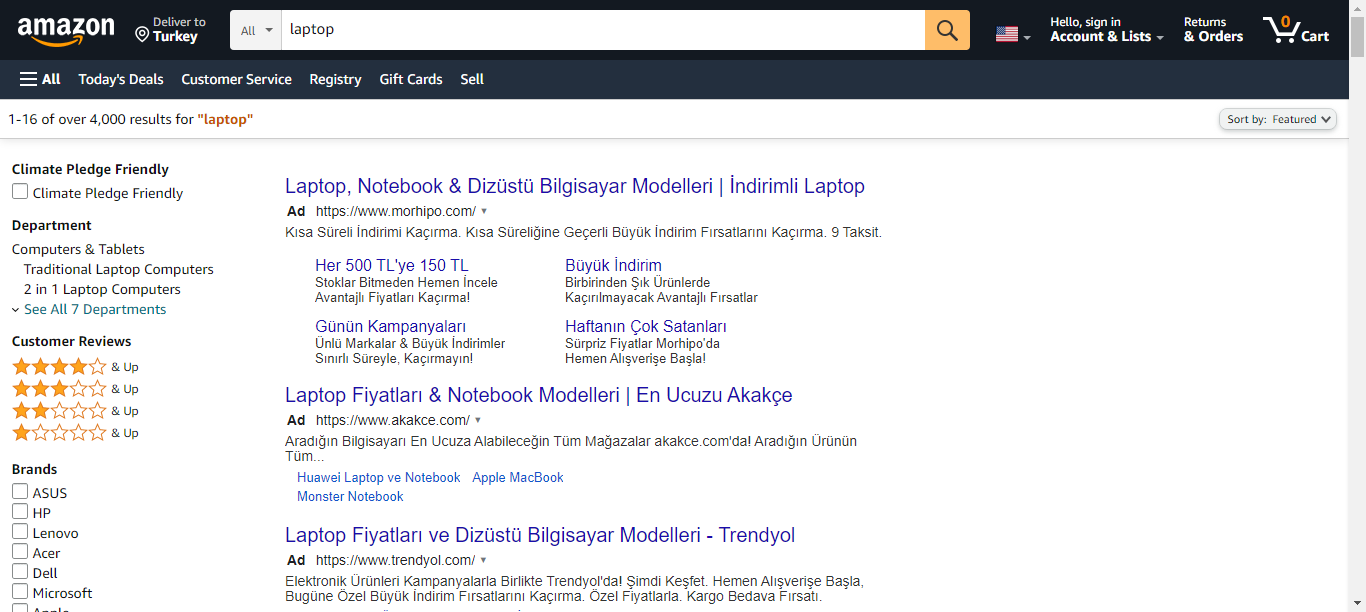 amazon
Deliver to
Turkey
All
laptop
Hello, sign in
Account & Lists
Returns
& Orders
0
Cart
All Today's Deals Customer Service Registry Gift Cards Sell
1-16 of over 4,000 results for "laptop"
Sort by: Featured
Climate Pledge Friendly
Climate Pledge Friendly
Department
Computers & Tablets
Traditional Laptop Computers
2 in 1 Laptop Computers
See All 7 Departments
Customer Reviews
& Up
& Up
& Up
& Up
Brands
ASUS
HP
Lenovo
Acer
Dell
Microsoft
Apple
Laptop, Notebook & Dizüstü Bilgisayar Modelleri | İndirimli Laptop
Ad https://www.morhipo.com/
Kısa Süreli İndirimi Kaçırma. Kısa Süreliğine Geçerli Büyük İndirim Fırsatlarını Kaçırma. 9 Taksit.
Her 500 TL'ye 150 TL
Stoklar Bitmeden Hemen İncele
Avantajlı Fiyatları Kaçırma!
Büyük İndirim
Birbirinden Şık Ürünlerde
Kaçırılmayacak Avantajlı Fırsatlar
Günün Kampanyaları
Ünlü Markalar & Büyük İndirimler
Sınırlı Süreyle, Kaçırmayın!
Haftanın Çok Satanları
Sürpriz Fiyatlar Morhipo'da
Hemen Alışverişe Başla!
Laptop Fiyatları & Notebook Modelleri | En Ucuzu Akakçe
Ad https://www.akakce.com/
Aradığın Bilgisayarı En Ucuza Alabileceğin Tüm Mağazalar akakce.com'da! Aradığın Ürünün
Tüm...
Huawei Laptop ve Notebook Apple MacBook
Monster Notebook
Laptop Fiyatları ve Dizüstü Bilgisayar Modelleri - Trendyol
Ad https://www.trendyol.com/
Elektronik Ürünleri Kampanyalarla Birlikte Trendyol'da! Şimdi Keşfet. Hemen Alışverişe Başla,
Bugüne Özel Büyük İndirim Fırsatlarını Kaçırma. Özel Fiyatlarla. Kargo Bedava Fırsatı.